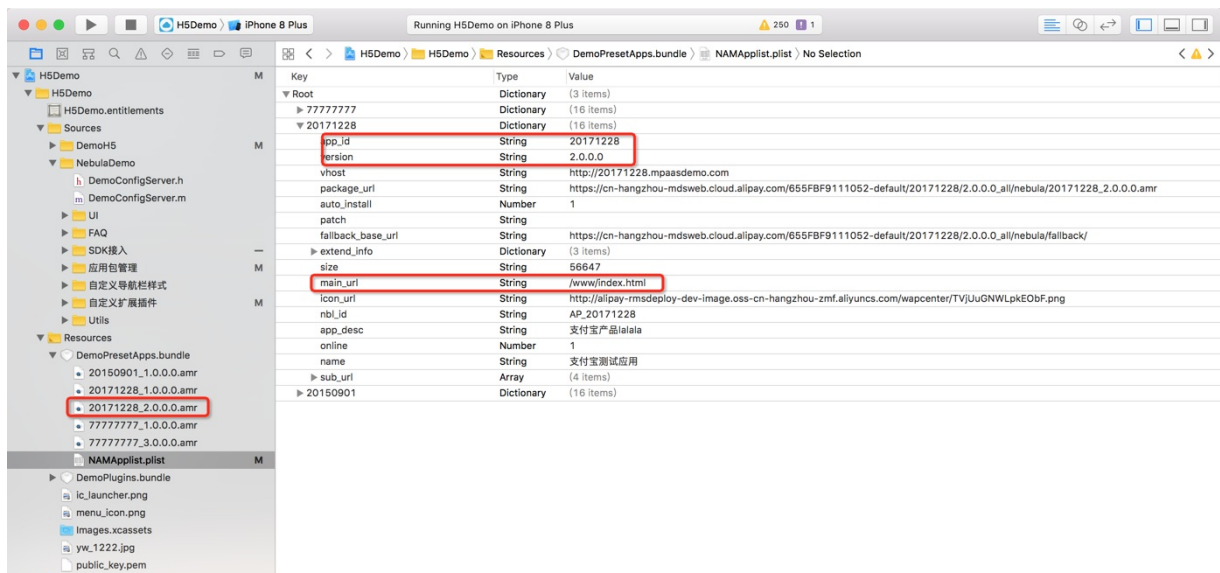 H5Demo iPhone 8 Plus Running H5Demo on iPhone 8 Plus 250 1
H5Demo H5Demo Resources DemoPresetApps.bundle NAMApplist.plist No Selection
H5Demo M
H5Demo
H5Demo.entitlements
Sources
DemoH5 M
NebulaDemo
DemoConfigServer.h
DemoConfigServer.m
UI
FAQ
SDK接入
应用包管理 M
自定义导航栏样式
自定义扩展插件 M
Utils
Resources
DemoPresetApps.bundle
20150901_1.0.0.0.amr
20171228_1.0.0.0.amr
20171228_2.0.0.0.amr
77777777_1.0.0.0.amr
77777777_3.0.0.0.amr
NAMApplist.plist M
DemoPlugins.bundle
ic_launcher.png
menu_icon.png
Images.xcassets
yw_1222.jpg
public_key.pem
Key Type Value
Root Dictionary (3 items)
77777777 Dictionary (16 items)
20171228 Dictionary (16 items)
app_id String 20171228
version String 2.0.0.0
vhost String http://20171228.mpaasdemo.com
package_url String https://cn-hangzhou-mdsweb.cloud.alipay.com/655FBF9111052-default/20171228/2.0.0.0_all/nebula/20171228_2.0.0.0.amr
auto_install Number 1
patch String
fallback_base_url String https://cn-hangzhou-mdsweb.cloud.alipay.com/655FBF9111052-default/20171228/2.0.0.0_all/nebula/fallback/
extend_info Dictionary (3 items)
size String 56647
main_url String /www/index.html
icon_url String http://alipay-rmsdeploy-dev-image.oss-cn-hangzhou-zmf.aliyuncs.com/wapcenter/TVjUuGNWLpkEObF.png
nbl_id String AP_20171228
app_desc String 支付宝产品lalala
online Number 1
name String 支付宝测试应用
sub_url Array (4 items)
20150901 Dictionary (16 items)